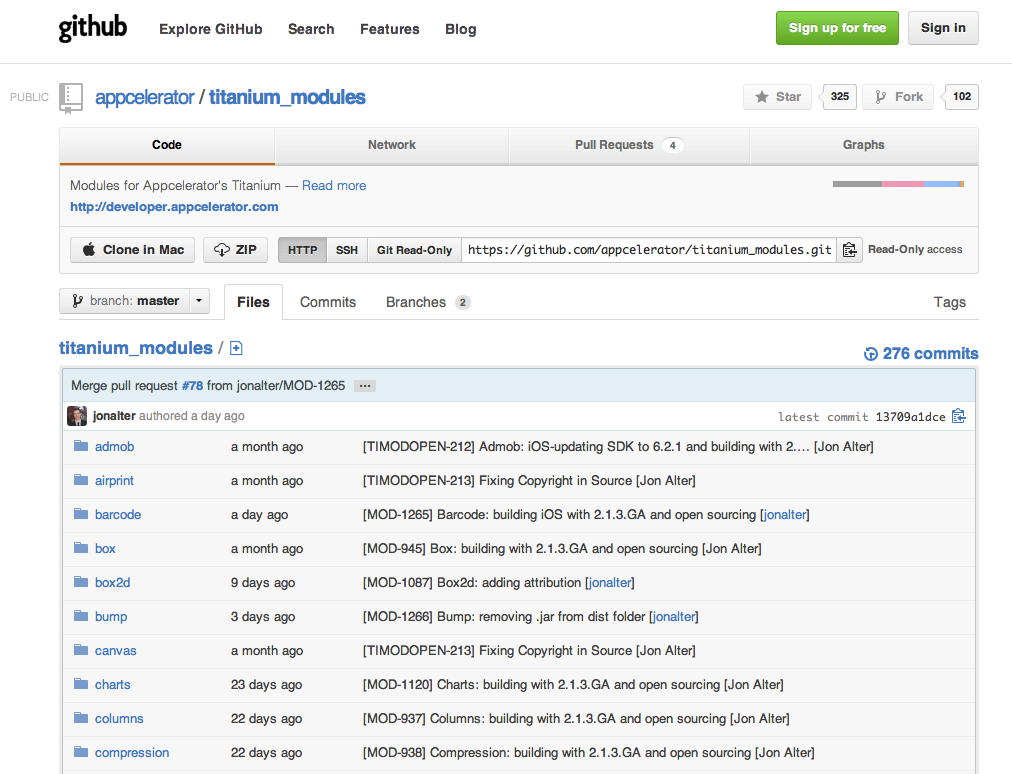 github Explore GitHub Search Features Blog Sign up for free Sign in
PUBLIC appcelerator / titanium_modules Star 325 Fork 102
Code Network Pull Requests 4 Graphs
Modules for Appcelerator's Titanium — Read more
http://developer.appcelerator.com
Clone in Mac ZIP HTTP SSH Git Read-Only https://github.com/appcelerator/titanium_modules.git Read-Only access
branch: master Files Commits Branches 2 Tags
titanium_modules / 276 commits
Merge pull request #78 from jonalter/MOD-1265 ...
jonalter authored a day ago latest commit 13709a1dce
admob a month ago [TIMODOPEN-212] Admob: iOS-updating SDK to 6.2.1 and building with 2.... [Jon Alter]
airprint a month ago [TIMODOPEN-213] Fixing Copyright in Source [Jon Alter]
barcode a day ago [MOD-1265] Barcode: building iOS with 2.1.3.GA and open sourcing [jonalter]
box a month ago [MOD-945] Box: building with 2.1.3.GA and open sourcing [Jon Alter]
box2d 9 days ago [MOD-1087] Box2d: adding attribution [jonalter]
bump 3 days ago [MOD-1266] Bump: removing .jar from dist folder [jonalter]
canvas a month ago [TIMODOPEN-213] Fixing Copyright in Source [Jon Alter]
charts 23 days ago [MOD-1120] Charts: building with 2.1.3.GA and open sourcing [Jon Alter]
columns 22 days ago [MOD-937] Columns: building with 2.1.3.GA and open sourcing [Jon Alter]
compression 22 days ago [MOD-938] Compression: building with 2.1.3.GA and open sourcing [Jon Alter]